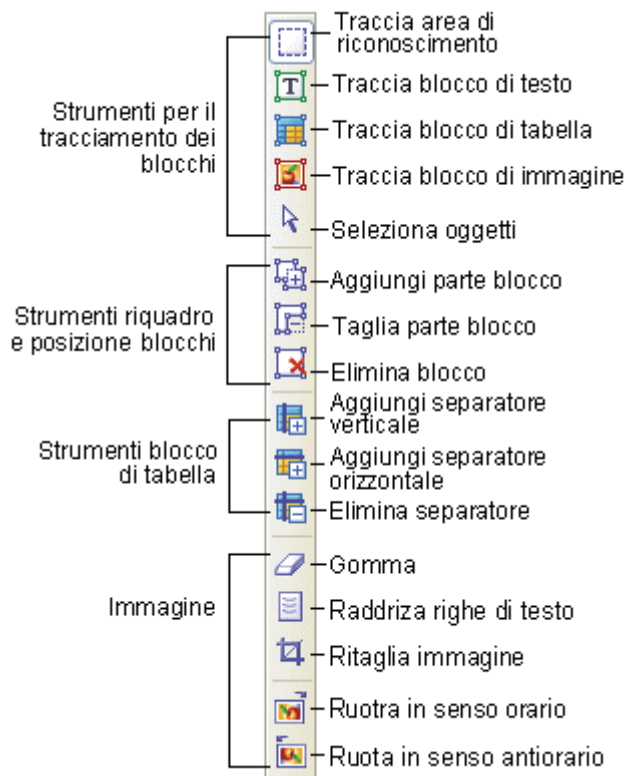 Traccia area di
riconoscimento
Traccia blocco di testo
Strumenti per il
tracciamento dei
blocchi
Traccia blocco di tabella
Traccia blocco di immagine
Seleziona oggetti
Aggiungi parte blocco
Strumenti riquadro
e posizione blocchi
Taglia parte blocco
Elimina blocco
Aggiungi separatore
verticale
Strumenti blocco
di tabella
Aggiungi separatore
orizzontale
Elimina separatore
Gomma
Immagine
Raddriza righe di testo
Ritaglia immagine
Ruotra in senso orario
Ruota in senso antiorario